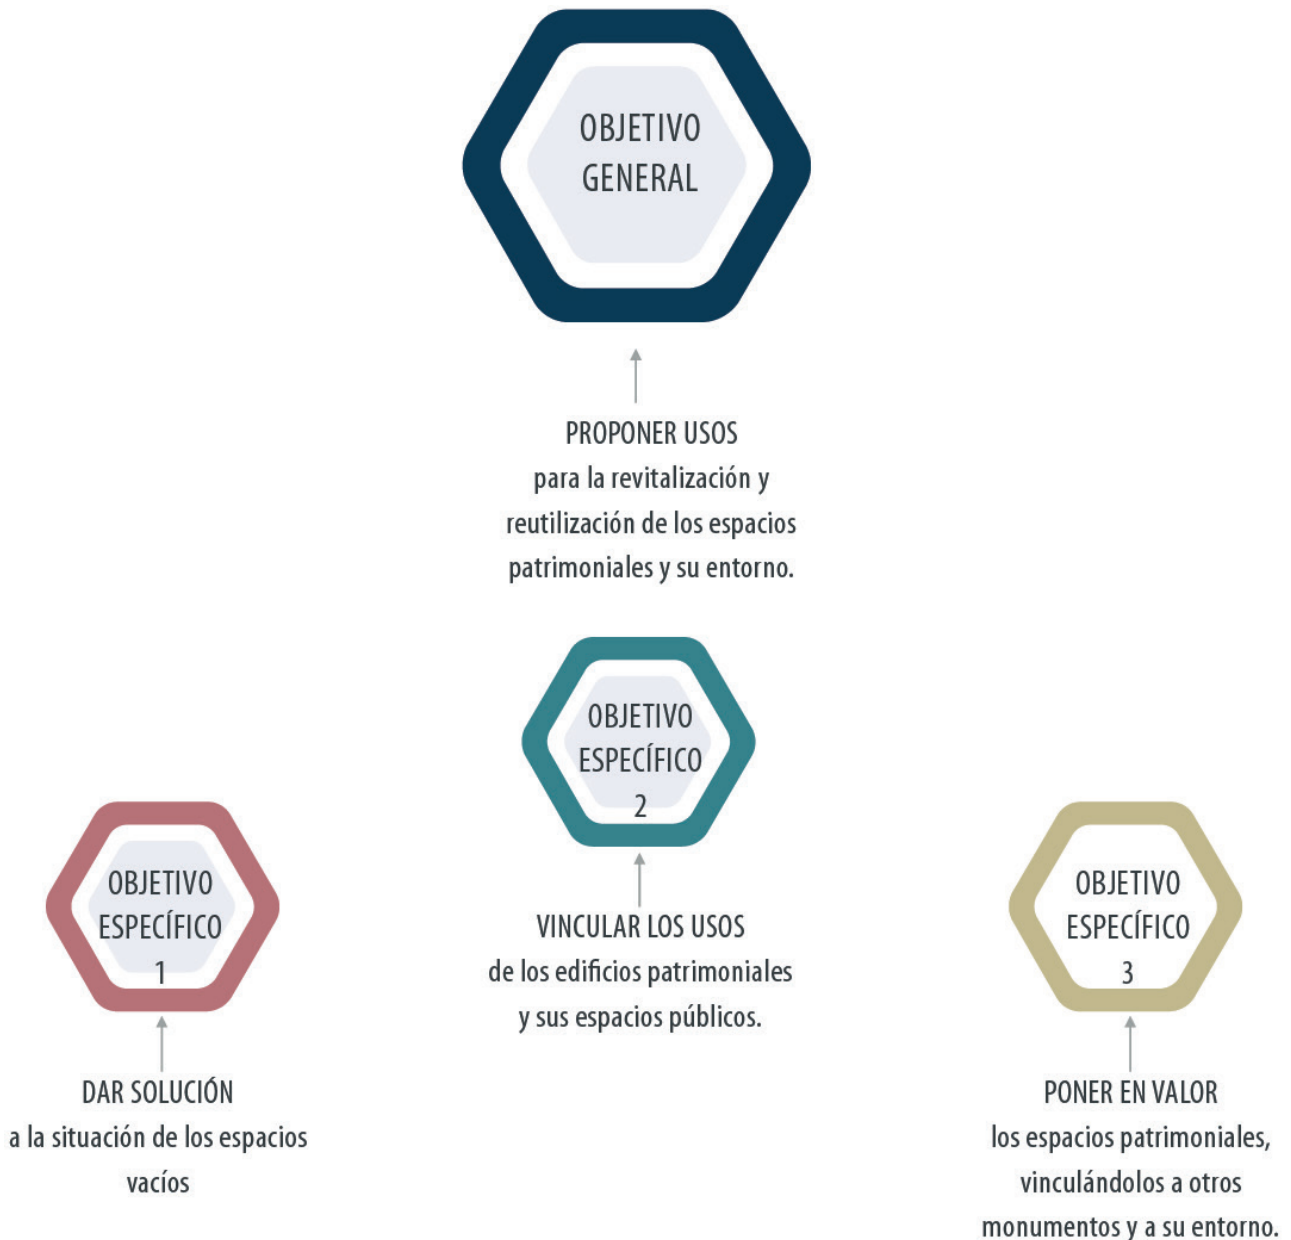 OBJETIVO
GENERAL
PROPONER USOS
para la revitalización y
reutilización de los espacios
patrimoniales y su entorno.
OBJETIVO
ESPECÍFICO
1
DAR SOLUCIÓN
a la situación de los espacios
vacíos
OBJETIVO
ESPECÍFICO
2
VINCULAR LOS USOS
de los edificios patrimoniales
y sus espacios públicos.
OBJETIVO
ESPECÍFICO
3
PONER EN VALOR
los espacios patrimoniales,
vinculándolos a otros
monumentos y a su entorno.